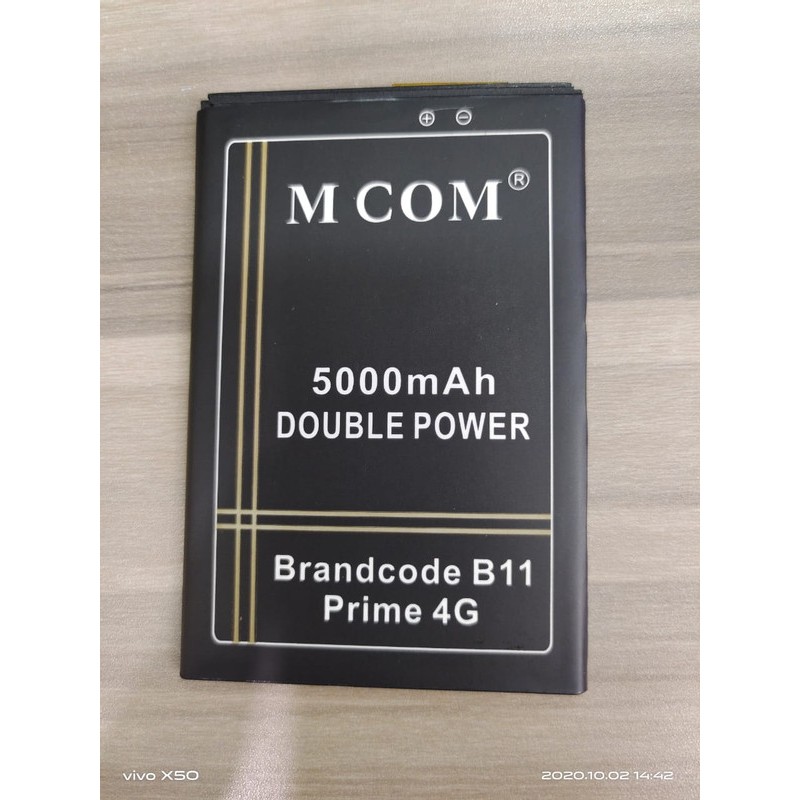 ⊕ ⊖
M COM®
5000mAh
DOUBLE POWER
Brandcode B11
Prime 4G
vivo X50
2020.10.02 14:42